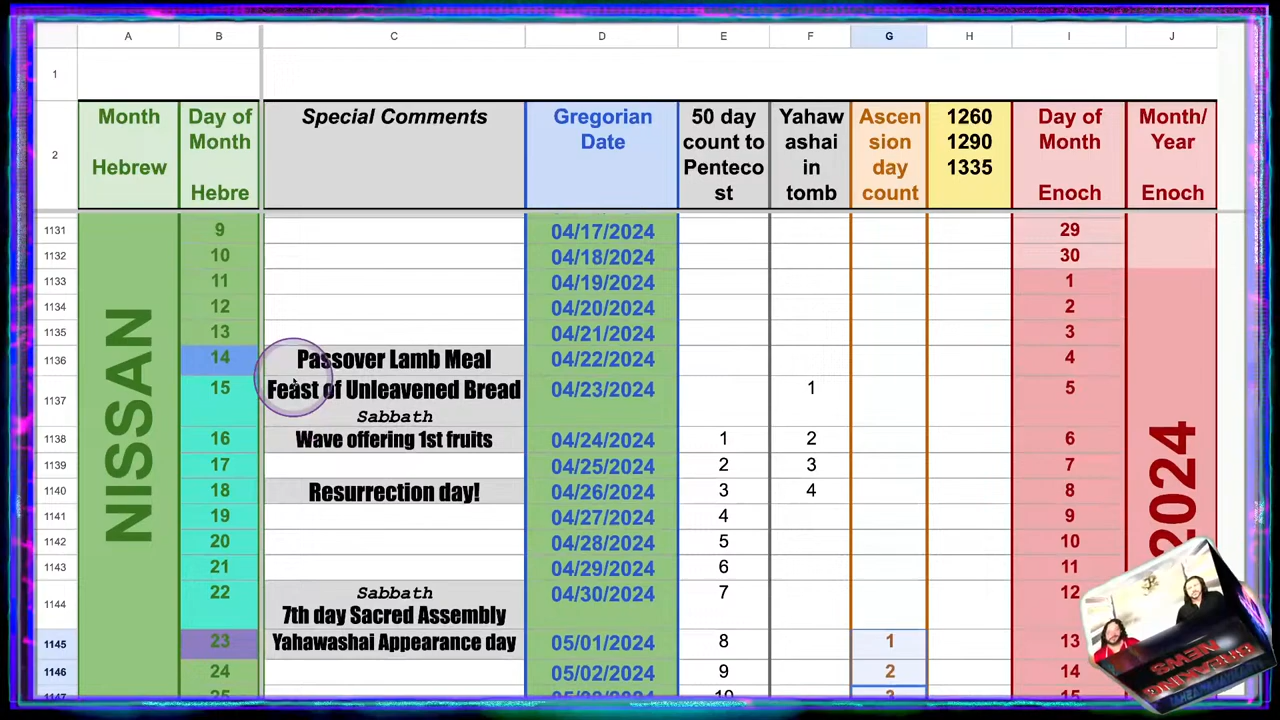 A B C D E F G H I J
1
2
Month Hebrew
Day of Month Hebre
Special Comments
Gregorian Date
50 day count to Penteco st
Yahaw ashai in tomb
Ascen sion day count
1260 1290 1335
Day of Month Enoch
Month/ Year Enoch
NISSAN
2024
1131 9 04/17/2024 29
1132 10 04/18/2024 30
1133 11 04/19/2024 1
1134 12 04/20/2024 2
1135 13 04/21/2024 3
1136 14 Passover Lamb Meal 04/22/2024 4
1137 15 Feast of Unleavened Bread 04/23/2024 1 5
Sabbath
1138 16 Wave offering 1st fruits 04/24/2024 1 2 6
1139 17 04/25/2024 2 3 7
1140 18 Resurrection day! 04/26/2024 3 4 8
1141 19 04/27/2024 4 9
1142 20 04/28/2024 5 10
1143 21 04/29/2024 6 11
1144 22 Sabbath 04/30/2024 7 12
7th day Sacred Assembly
1145 23 Yahawashai Appearance day 05/01/2024 8 1 13
1146 24 05/02/2024 9 2 14
BREAKING
NEWS